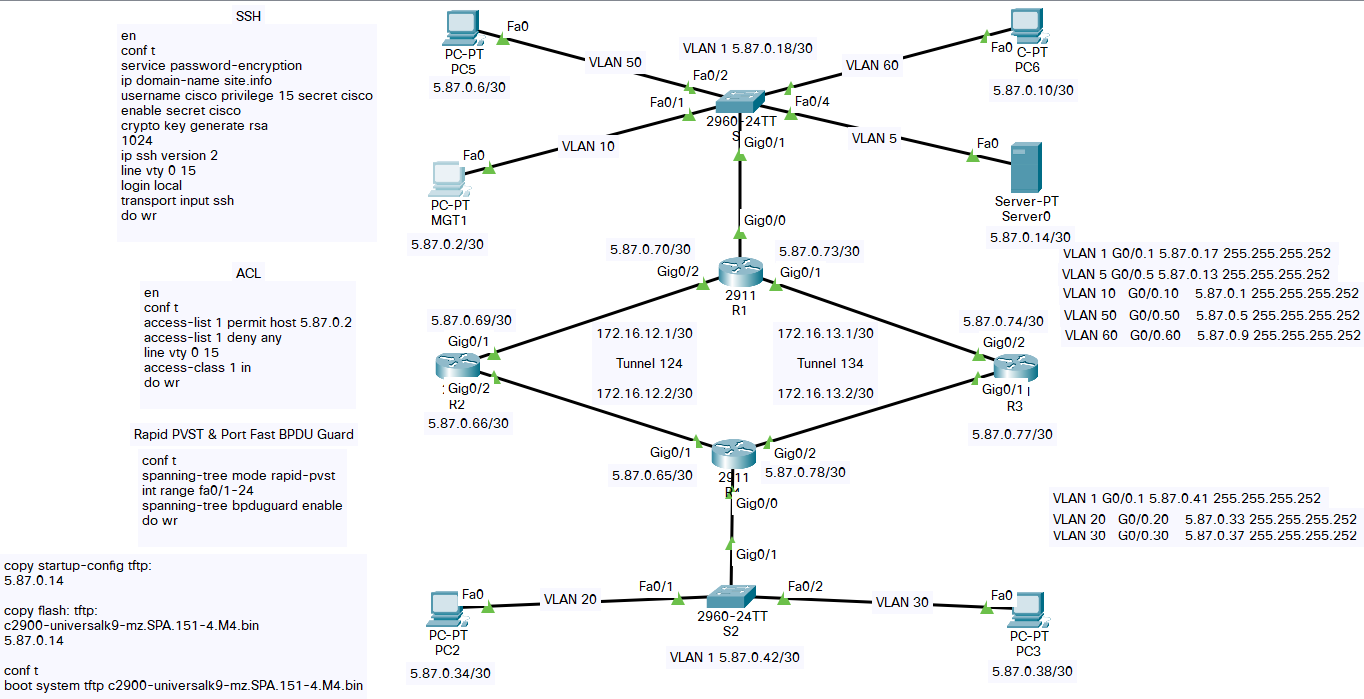 SSH
en
conf t
service password-encryption
ip domain-name site.info
username cisco privilege 15 secret cisco
enable secret cisco
crypto key generate rsa
1024
ip ssh version 2
line vty 0 15
login local
transport input ssh
do wr
ACL
en
conf t
access-list 1 permit host 5.87.0.2
access-list 1 deny any
line vty 0 15
access-class 1 in
do wr
Rapid PVST & Port Fast BPDU Guard
conf t
spanning-tree mode rapid-pvst
int range fa0/1-24
spanning-tree bpduguard enable
do wr
copy startup-config tftp:
5.87.0.14
copy flash: tftp:
c2900-universalk9-mz.SPA.151-4.M4.bin
5.87.0.14
conf t
boot system tftp c2900-universalk9-mz.SPA.151-4.M4.bin
Fa0
PC-PT
PC5
5.87.0.6/30
VLAN 50
VLAN 1 5.87.0.18/30
VLAN 60
Fa0
C-PT
PC6
5.87.0.10/30
Fa0/2
Fa0/1
Fa0/4
2960-24TT
S
Gig0/1
VLAN 10
VLAN 5
Fa0
PC-PT
MGT1
5.87.0.2/30
Fa0
Server-PT
Server0
5.87.0.14/30
Gig0/0
5.87.0.70/30
5.87.0.73/30
Gig0/2
Gig0/1
2911
R1
VLAN 1 G0/0.1 5.87.0.17 255.255.255.252
VLAN 5 G0/0.5 5.87.0.13 255.255.255.252
VLAN 10 G0/0.10 5.87.0.1 255.255.255.252
VLAN 50 G0/0.50 5.87.0.5 255.255.255.252
VLAN 60 G0/0.60 5.87.0.9 255.255.255.252
5.87.0.69/30
Gig0/1
Gig0/2
R2
5.87.0.66/30
172.16.12.1/30
Tunnel 124
172.16.12.2/30
172.16.13.1/30
Tunnel 134
172.16.13.2/30
5.87.0.74/30
Gig0/2
Gig0/1
R3
5.87.0.77/30
Gig0/1
Gig0/2
5.87.0.65/30
5.87.0.78/30
2911
Gig0/0
VLAN 1 G0/0.1 5.87.0.41 255.255.255.252
VLAN 20 G0/0.20 5.87.0.33 255.255.255.252
VLAN 30 G0/0.30 5.87.0.37 255.255.255.252
Gig0/1
Fa0/1
Fa0/2
2960-24TT
S2
VLAN 1 5.87.0.42/30
Fa0
VLAN 20
PC-PT
PC2
5.87.0.34/30
VLAN 30
Fa0
PC-PT
PC3
5.87.0.38/30